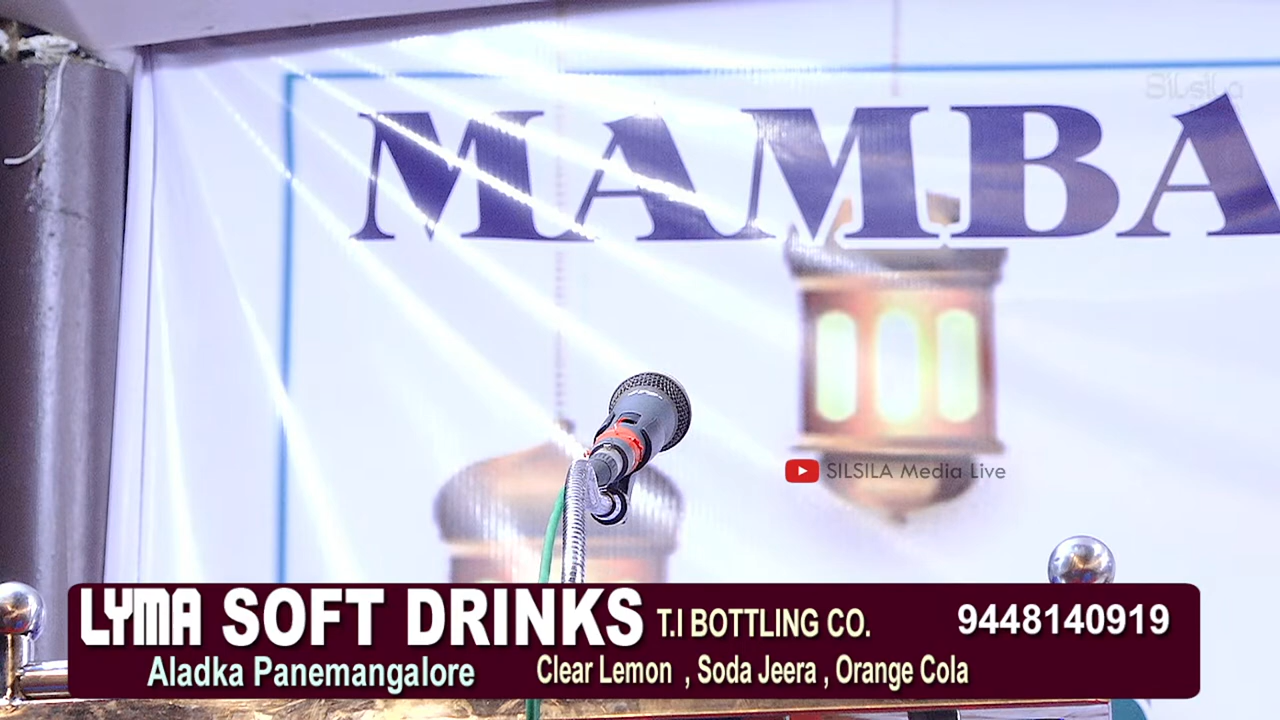 Silsila
MAMBA
SILSILA Media Live
LYMA SOFT DRINKS T.I BOTTLING CO. 9448140919
Aladka Panemangalore Clear Lemon , Soda Jeera , Orange Cola